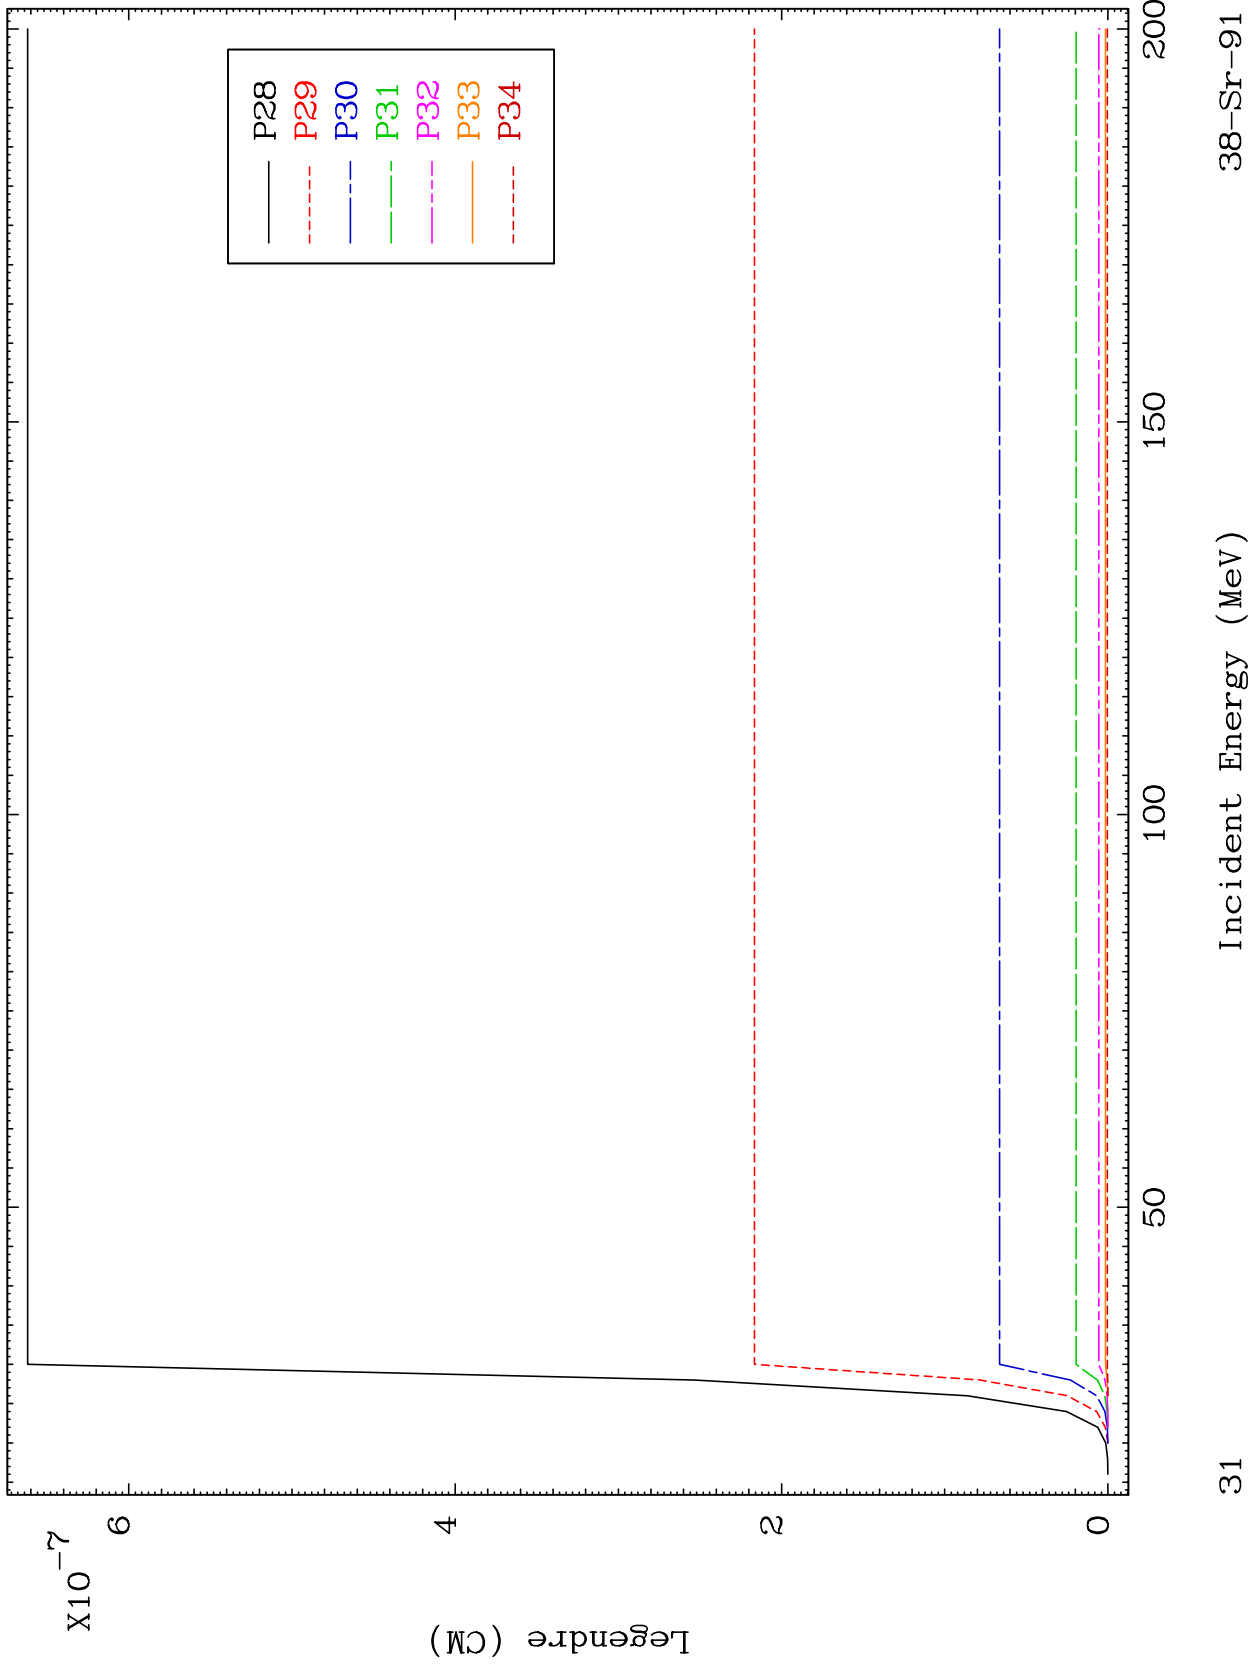 X10-7
6
4
2
0
Legendre (CM)
P28
P29
P30
P31
P32
P33
P34
50
100
150
200
Incident Energy (MeV)
31
38-Sr-91